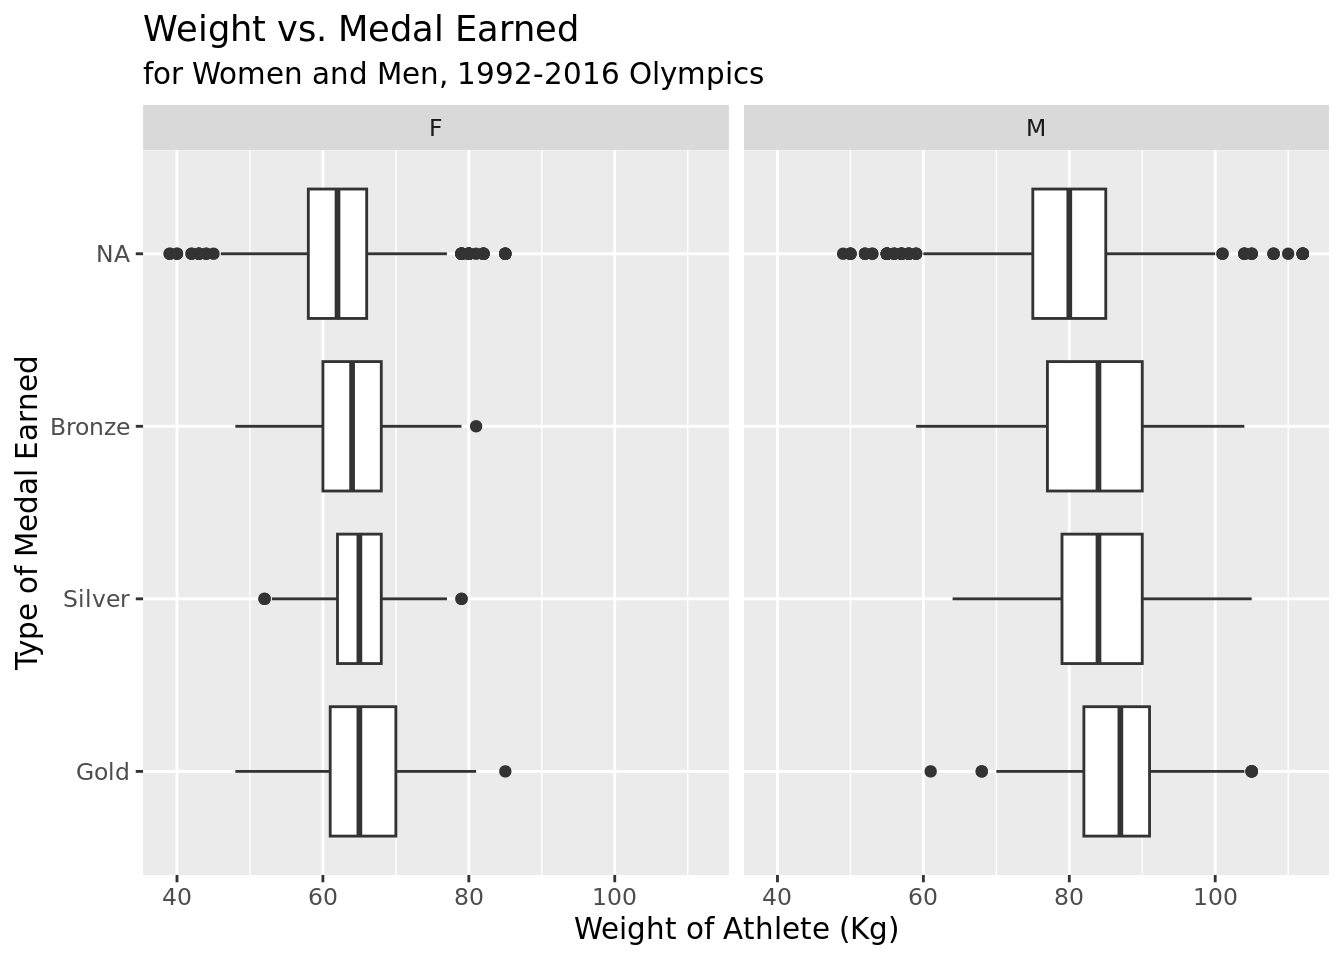 Weight vs. Medal Earned
for Women and Men, 1992-2016 Olympics
F
M
Type of Medal Earned
NA
Bronze
Silver
Gold
40 60 80 100
40 60 80 100
Weight of Athlete (Kg)